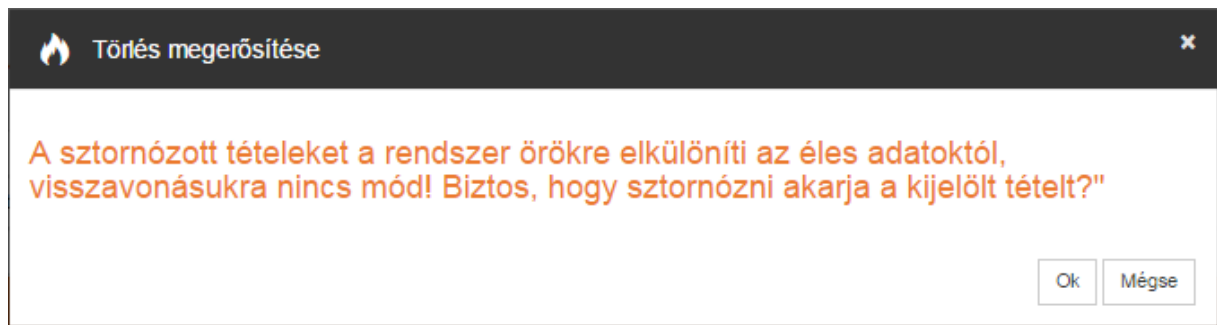 Törlés megerősítése
A sztornózott tételeket a rendszer örökre elkülöníti az éles adatoktól,
visszavonásukra nincs mód! Biztos, hogy sztornózni akarja a kijelölt tételt?"
Ok Mégse